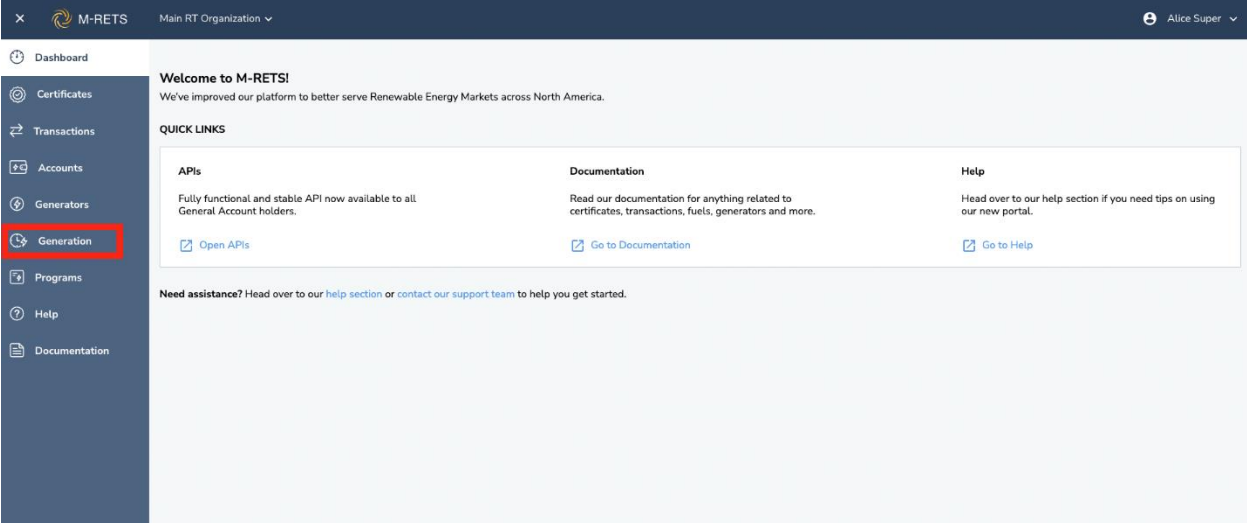 M-RETS
Main RT Organization
Alice Super
Dashboard
Certificates
Transactions
Accounts
Generators
Generation
Programs
Help
Documentation
Welcome to M-RETS!
We've improved our platform to better serve Renewable Energy Markets across North America.
QUICK LINKS
APIs
Fully functional and stable API now available to all
General Account holders.
Open APIs
Documentation
Read our documentation for anything related to
certificates, transactions, fuels, generators and more.
Go to Documentation
Help
Head over to our help section if you need tips on using
our new portal.
Go to Help
Need assistance? Head over to our help section or contact our support team to help you get started.